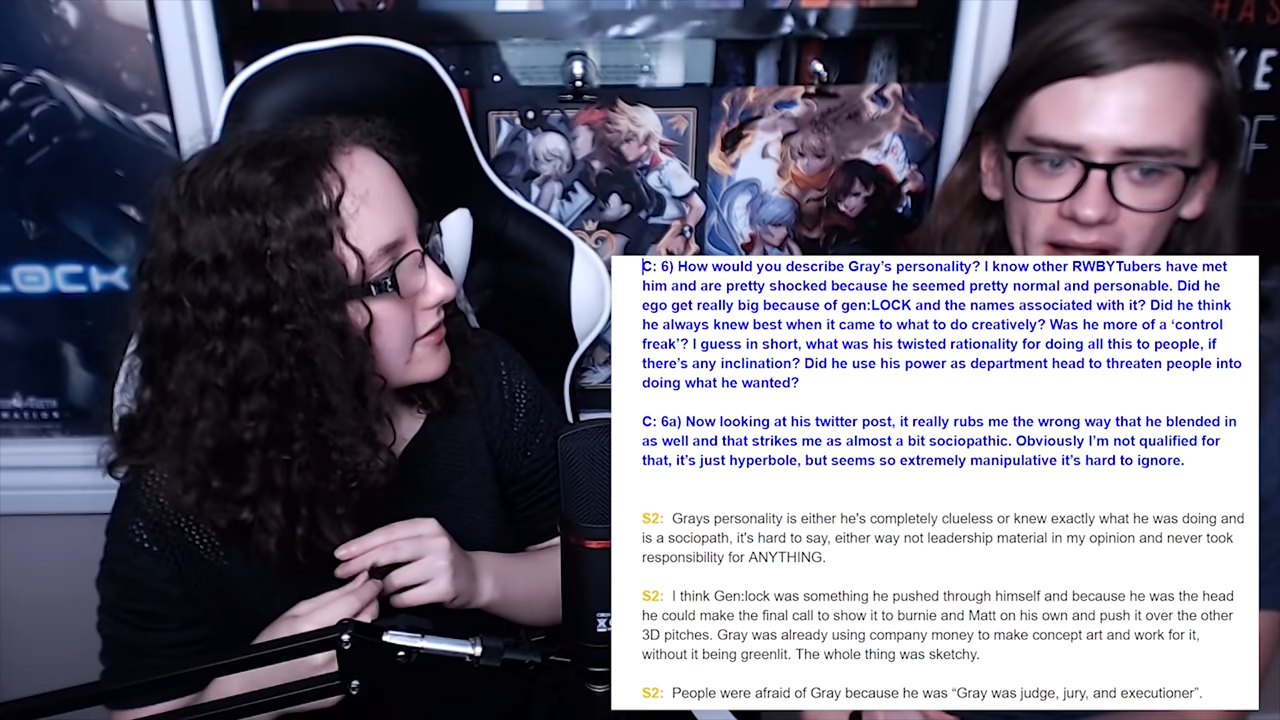 HAS
LOCK
C: 6) How would you describe Gray's personality? I know other RWBYTubers have met
him and are pretty shocked because he seemed pretty normal and personable. Did he
ego get really big because of gen:LOCK and the names associated with it? Did he think
he always knew best when it came to what to do creatively? Was he more of a 'control
freak'? I guess in short, what was his twisted rationality for doing all this to people, if
there's any inclination? Did he use his power as department head to threaten people into
doing what he wanted?
C: 6a) Now looking at his twitter post, it really rubs me the wrong way that he blended in
as well and that strikes me as almost a bit sociopathic. Obviously I'm not qualified for
that, it's just hyperbole, but seems so extremely manipulative it's hard to ignore.
S2: Grays personality is either he's completely clueless or knew exactly what he was doing and
is a sociopath, it's hard to say, either way not leadership material in my opinion and never took
responsibility for ANYTHING.
S2: I think Gen:lock was something he pushed through himself and because he was the head
he could make the final call to show it to burnie and Matt on his own and push it over the other
3D pitches. Gray was already using company money to make concept art and work for it,
without it being greenlit. The whole thing was sketchy.
S2: People were afraid of Gray because he was “Gray was judge, jury, and executioner”.